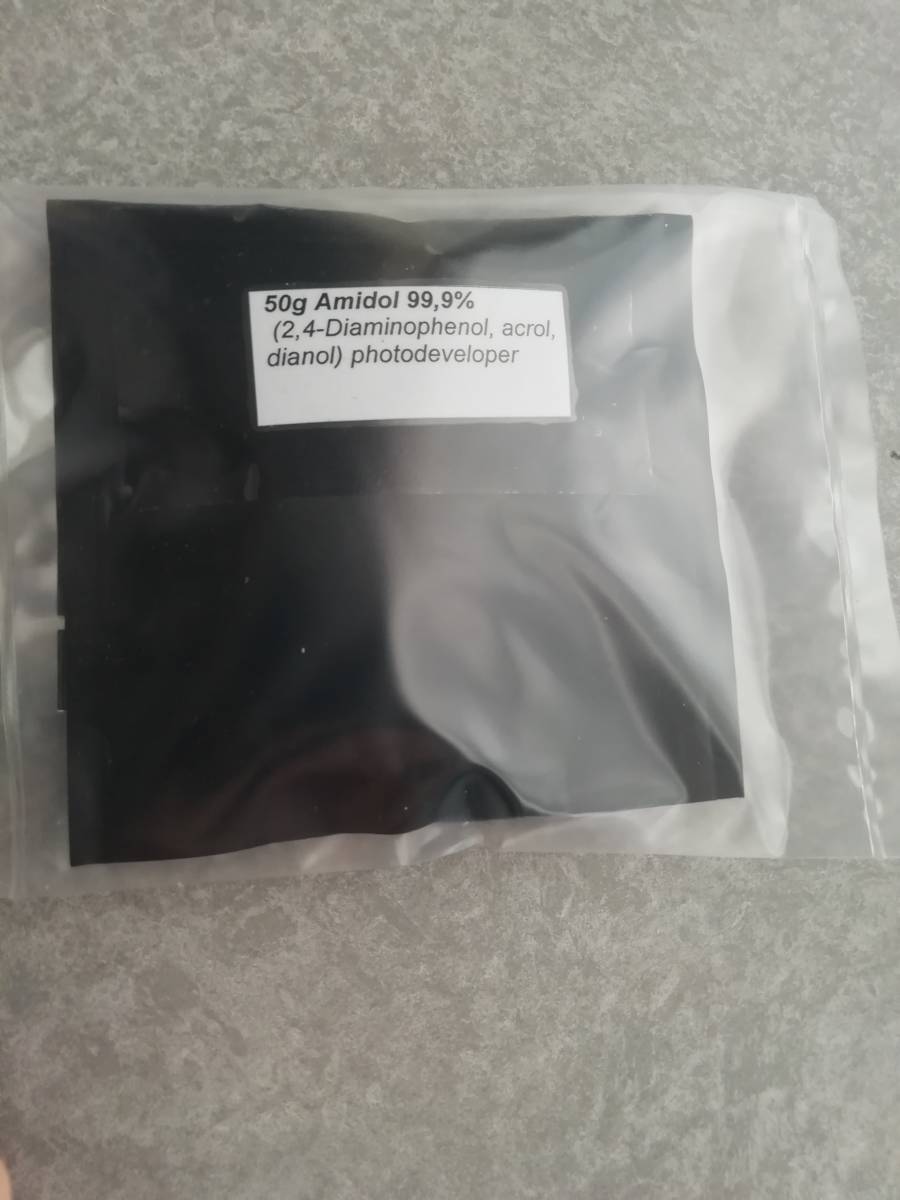 50g Amidol 99,9%
(2,4-Diaminophenol, acrol,
dianol) photodeveloper